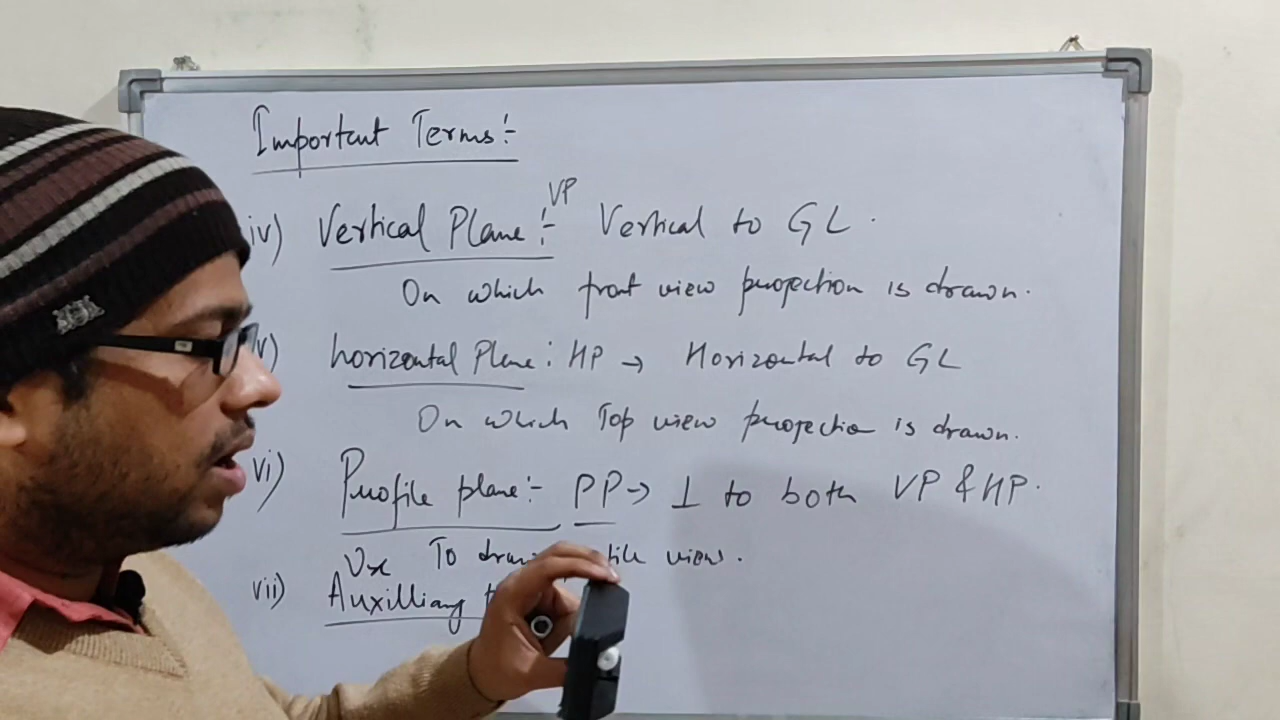 Important Terms :-
iv) Vertical Plane :- VP Vertical to GL.
On which front view projection is drawn.
v) horizontal Plane : HP → Horizontal to GL
On which Top view projection is drawn.
vi) Profile plane :- PP → ⊥ to both VP & HP.
To view.
vii) Auxilliary